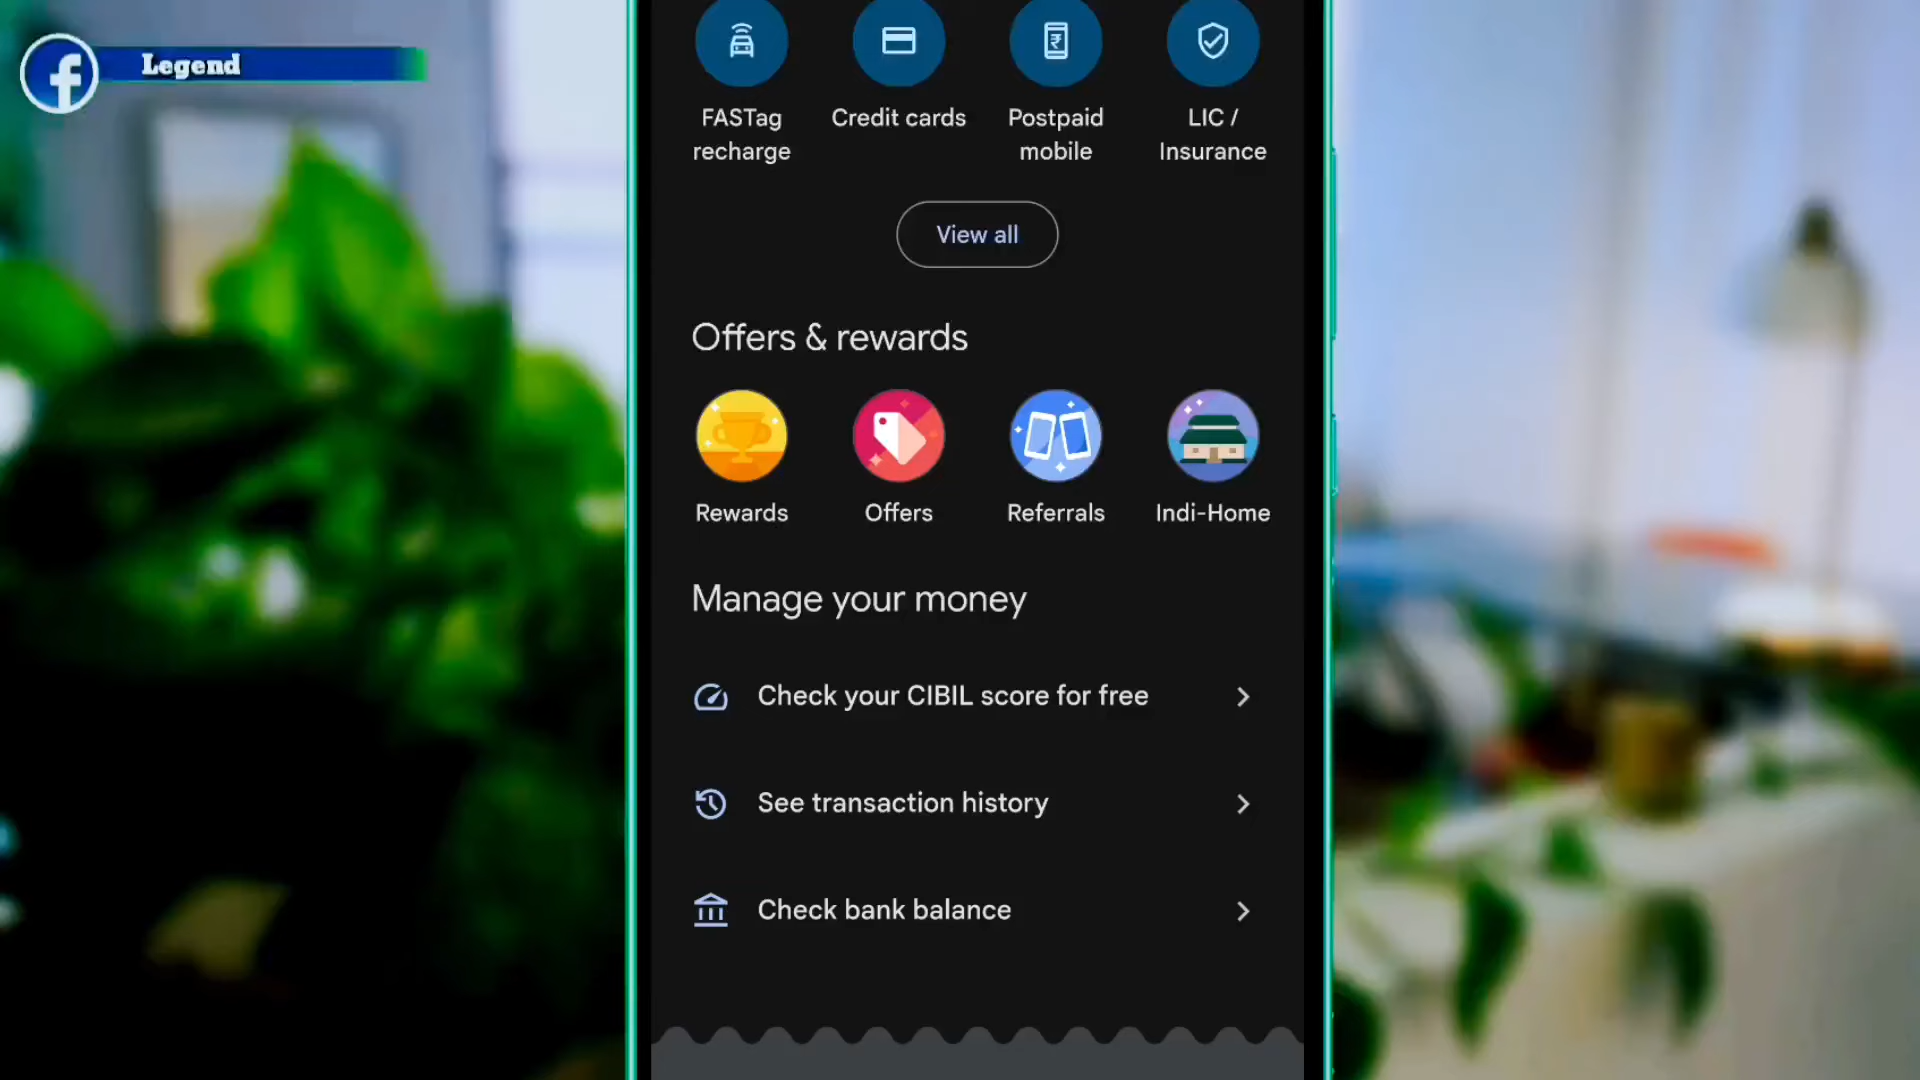 Legend
FASTag
recharge
Credit cards
Postpaid
mobile
LIC /
Insurance
View all
Offers & rewards
Rewards
Offers
Referrals
Indi-Home
Manage your money
Check your CIBIL score for free
See transaction history
Check bank balance